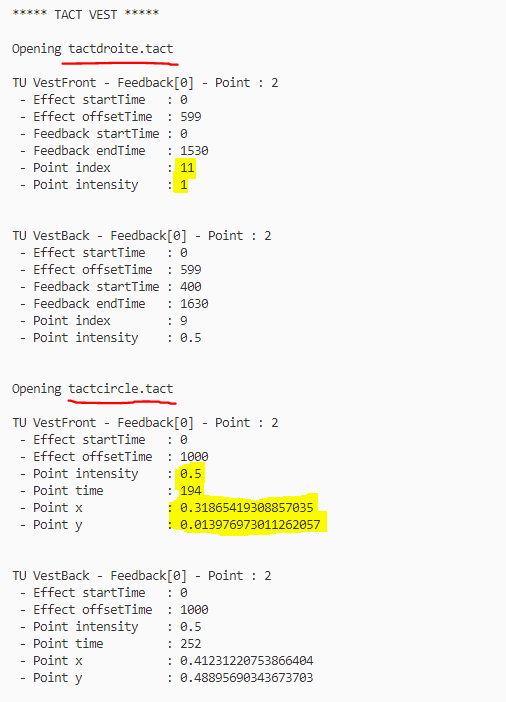 ***** TACT VEST *****
Opening tactdroite.tact
TU VestFront - Feedback[0] - Point : 2
- Effect startTime : 0
- Effect offsetTime : 599
- Feedback startTime : 0
- Feedback endTime : 1530
- Point index : 11
- Point intensity : 1
TU VestBack - Feedback[0] - Point : 2
- Effect startTime : 0
- Effect offsetTime : 599
- Feedback startTime : 400
- Feedback endTime : 1630
- Point index : 9
- Point intensity : 0.5
Opening tactcircle.tact
TU VestFront - Feedback[0] - Point : 2
- Effect startTime : 0
- Effect offsetTime : 1000
- Point intensity : 0.5
- Point time : 194
- Point x : 0.31865419308857035
- Point y : 0.013976973011262057
TU VestBack - Feedback[0] - Point : 2
- Effect startTime : 0
- Effect offsetTime : 1000
- Point intensity : 0.5
- Point time : 252
- Point x : 0.41231220753866404
- Point y : 0.48895690343673703